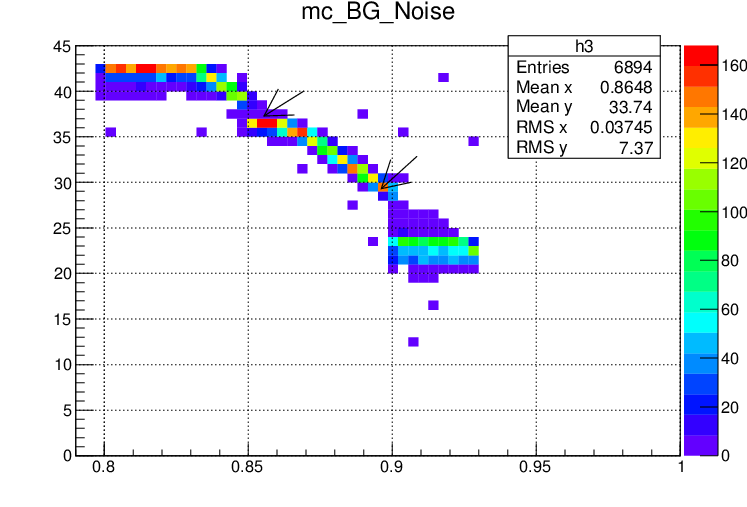 mc_BG_Noise
h3
Entries 6894
Mean x 0.8648
Mean y 33.74
RMS x 0.03745
RMS y 7.37
45
40
35
30
25
20
15
10
5
0
0.8 0.85 0.9 0.95 1
160
140
120
100
80
60
40
20
0